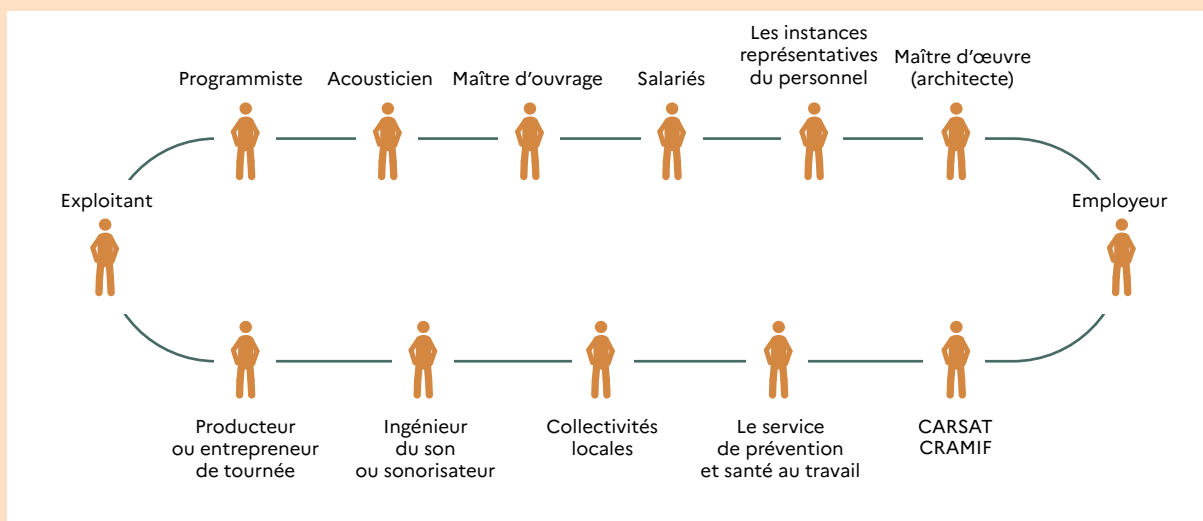 Programmiste
Acousticien
Maître d'ouvrage
Salariés
Les instances
représentatives
du personnel
Maître d'œuvre
(architecte)
Exploitant
Employeur
Producteur
ou entrepreneur
de tournée
Ingénieur
du son
ou sonorisateur
Collectivités
locales
Le service
de prévention
et santé au travail
CARSAT
CRAMIF